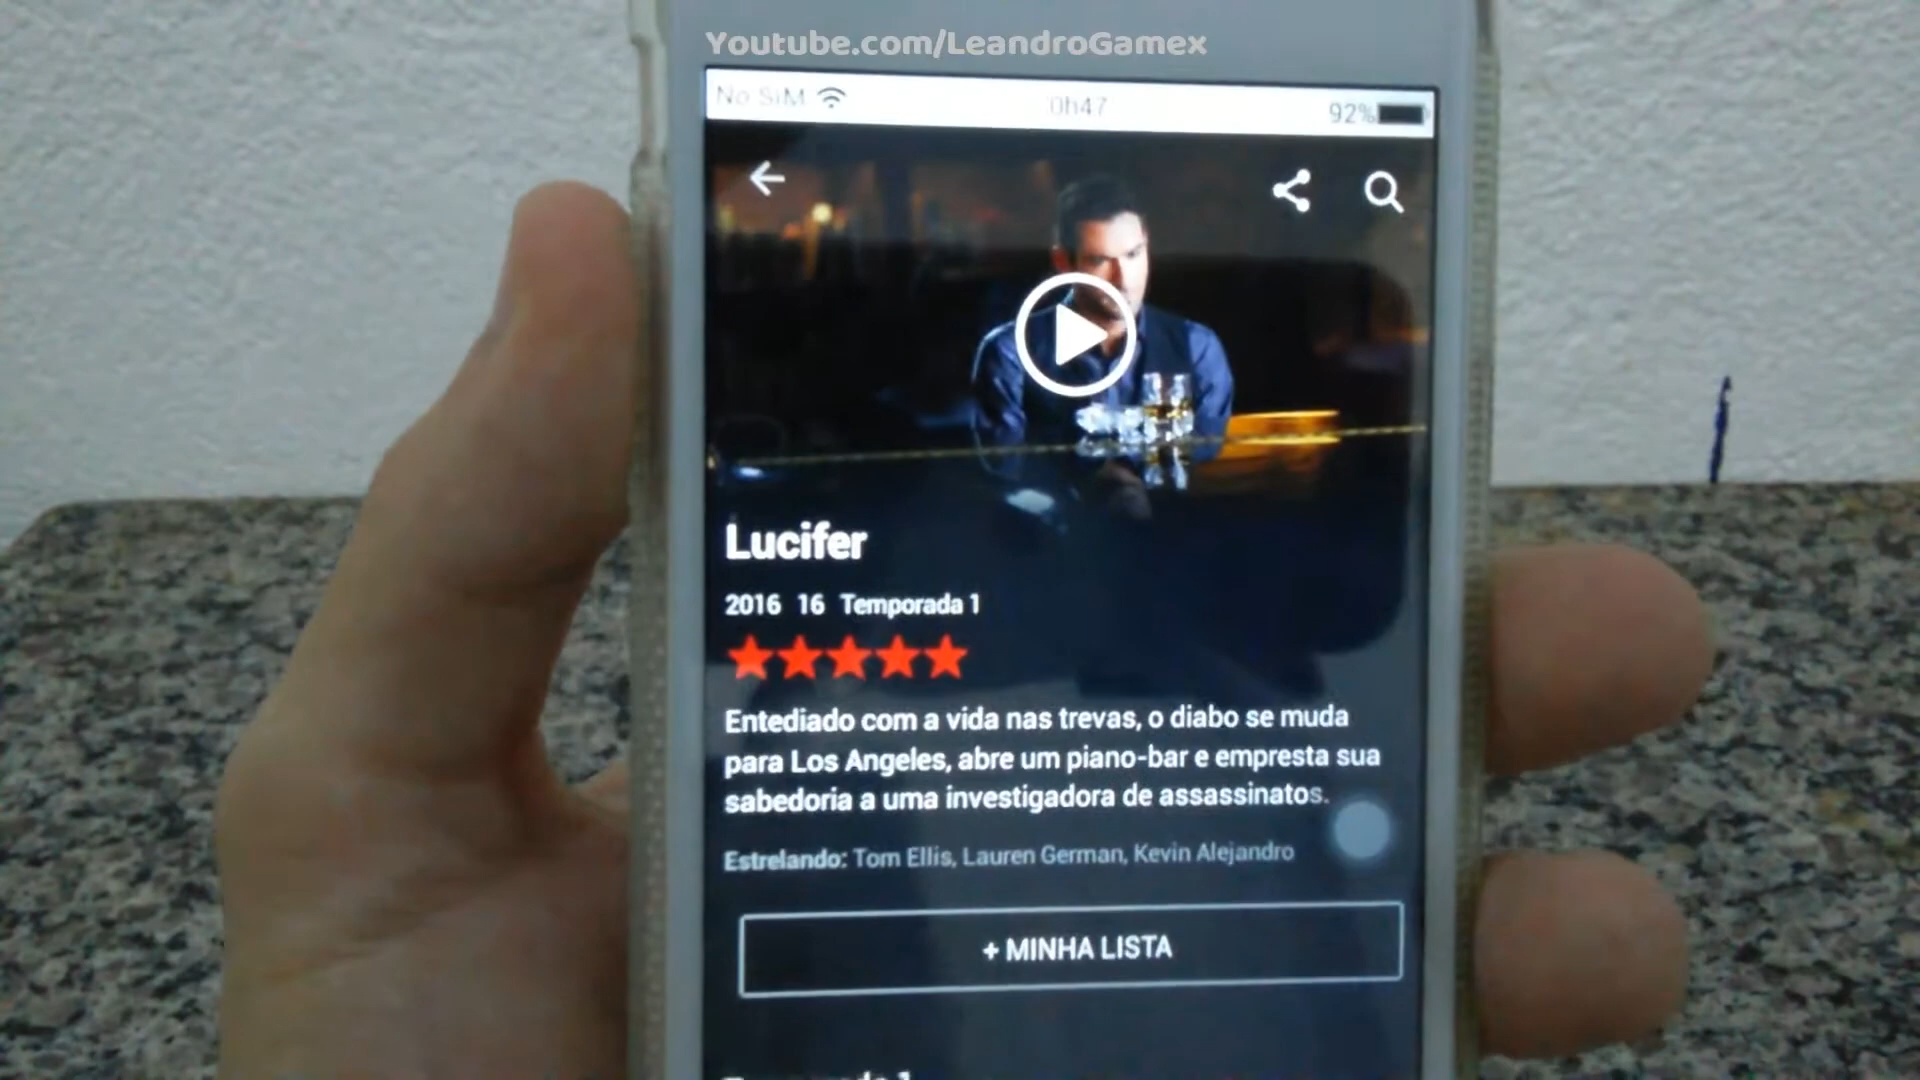 Youtube.com/LeandroGamex
No SIM
0h47
92%
Lucifer
2016 16 Temporada 1
Entediado com a vida nas trevas, o diabo se muda
para Los Angeles, abre um piano-bar e empresta sua
sabedoria a uma investigadora de assassinatos.
Estrelando: Tom Ellis, Lauren German, Kevin Alejandro
+ MINHA LISTA